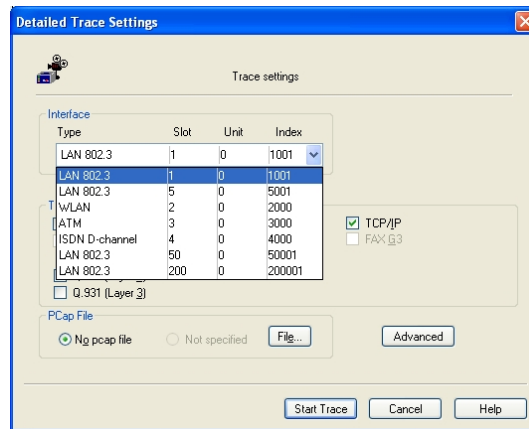 Detailed Trace Settings
Trace settings
Interface
Type Slot Unit Index
LAN 802.3 1 0 1001
LAN 802.3 1 0 1001
LAN 802.3 5 0 5001
WLAN 2 0 2000
ATM 3 0 3000
ISDN D-channel 4 0 4000
LAN 802.3 50 0 50001
LAN 802.3 200 0 200001
TCP/IP
FAX G3
Q.931 (Layer 3)
PCap File
No pcap file Not specified File... Advanced
Start Trace Cancel Help